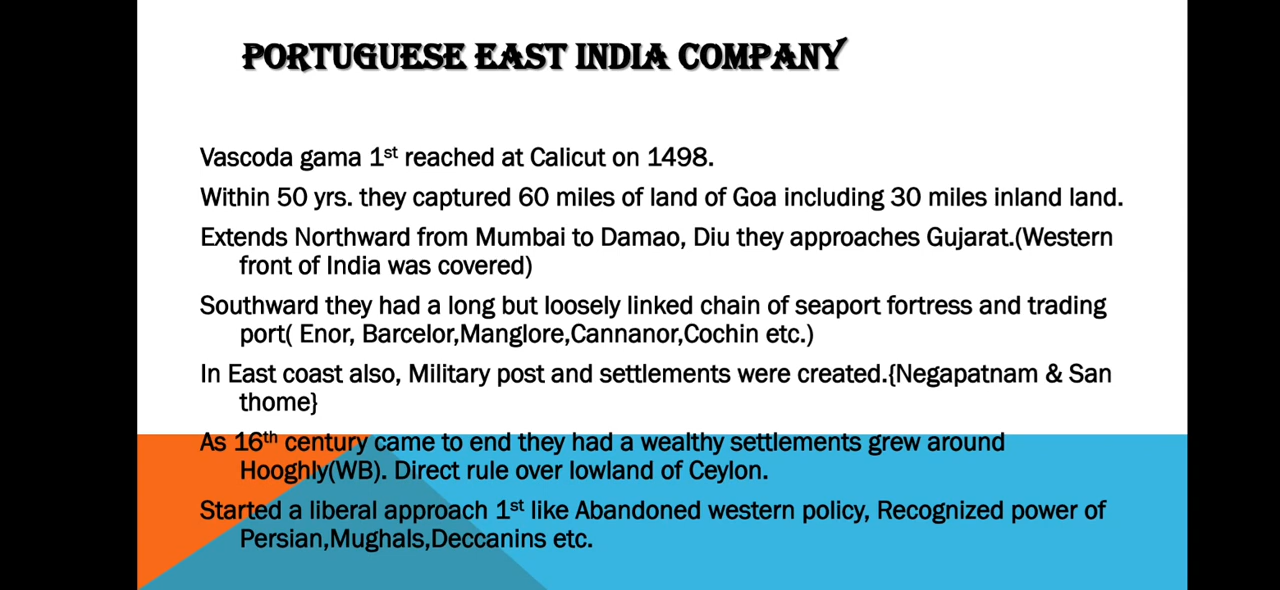 PORTUGUESE EAST INDIA COMPANY
Vascoda gama 1st reached at Calicut on 1498.
Within 50 yrs. they captured 60 miles of land of Goa including 30 miles inland land.
Extends Northward from Mumbai to Damao, Diu they approaches Gujarat.(Western
front of India was covered)
Southward they had a long but loosely linked chain of seaport fortress and trading
port( Enor, Barcelor,Manglore,Cannanor,Cochin etc.)
In East coast also, Military post and settlements were created.{Negapatnam & San
thome}
As 16th century came to end they had a wealthy settlements grew around
Hooghly(WB). Direct rule over lowland of Ceylon.
Started a liberal approach 1st like Abandoned western policy, Recognized power of
Persian,Mughals,Deccanins etc.